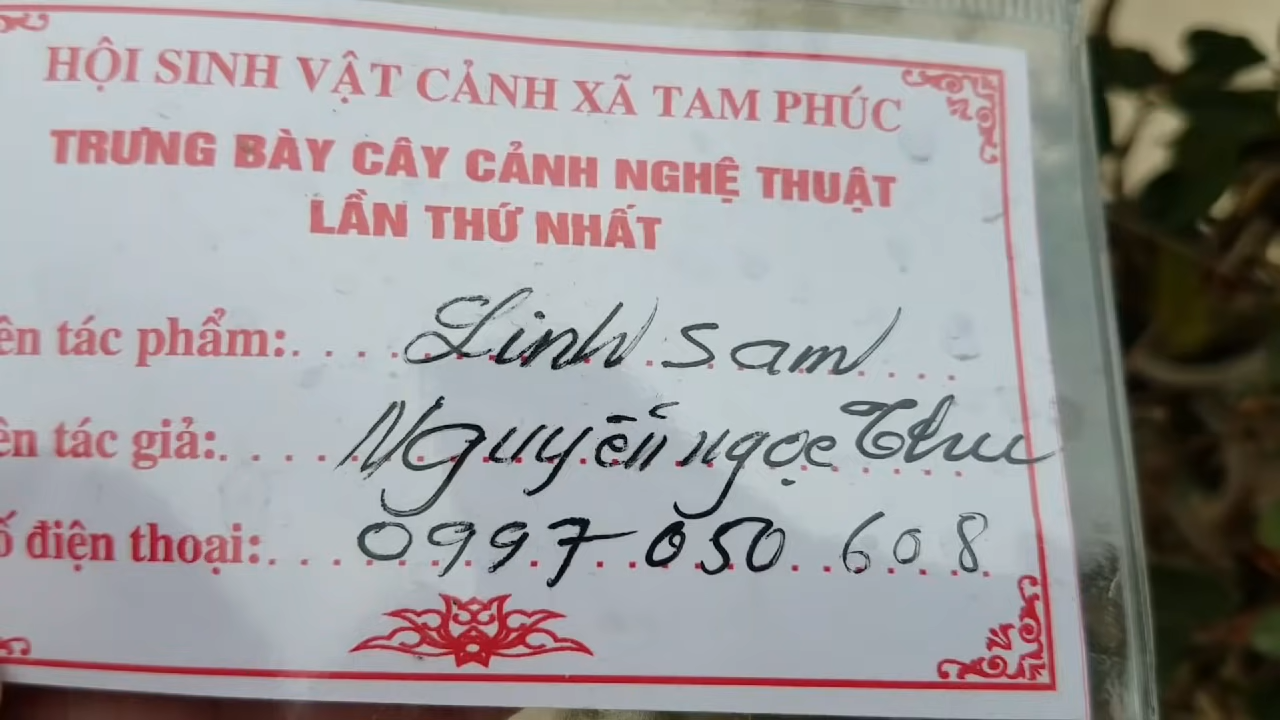 HỘI SINH VẬT CẢNH XÃ TAM PHÚC
TRƯNG BÀY CÂY CẢNH NGHỆ THUẬT
LẦN THỨ NHẤT
ên tác phẩm: Linh Sam
ên tác giả: Nguyễn ngọc Thu
ố điện thoại: 0997 050 608